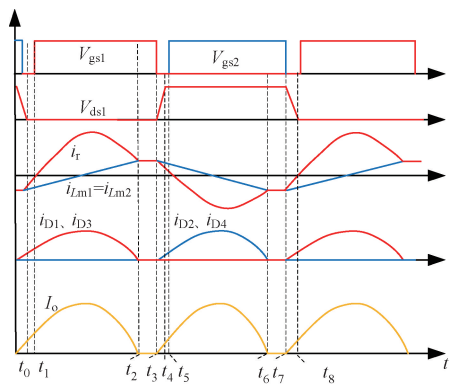 Vgs1
Vgs2
Vds1
ir
iLm1=iLm2
iD1、iD3
iD2、iD4
Io
t0 t1 t2 t3 t4 t5 t6 t7 t8 t